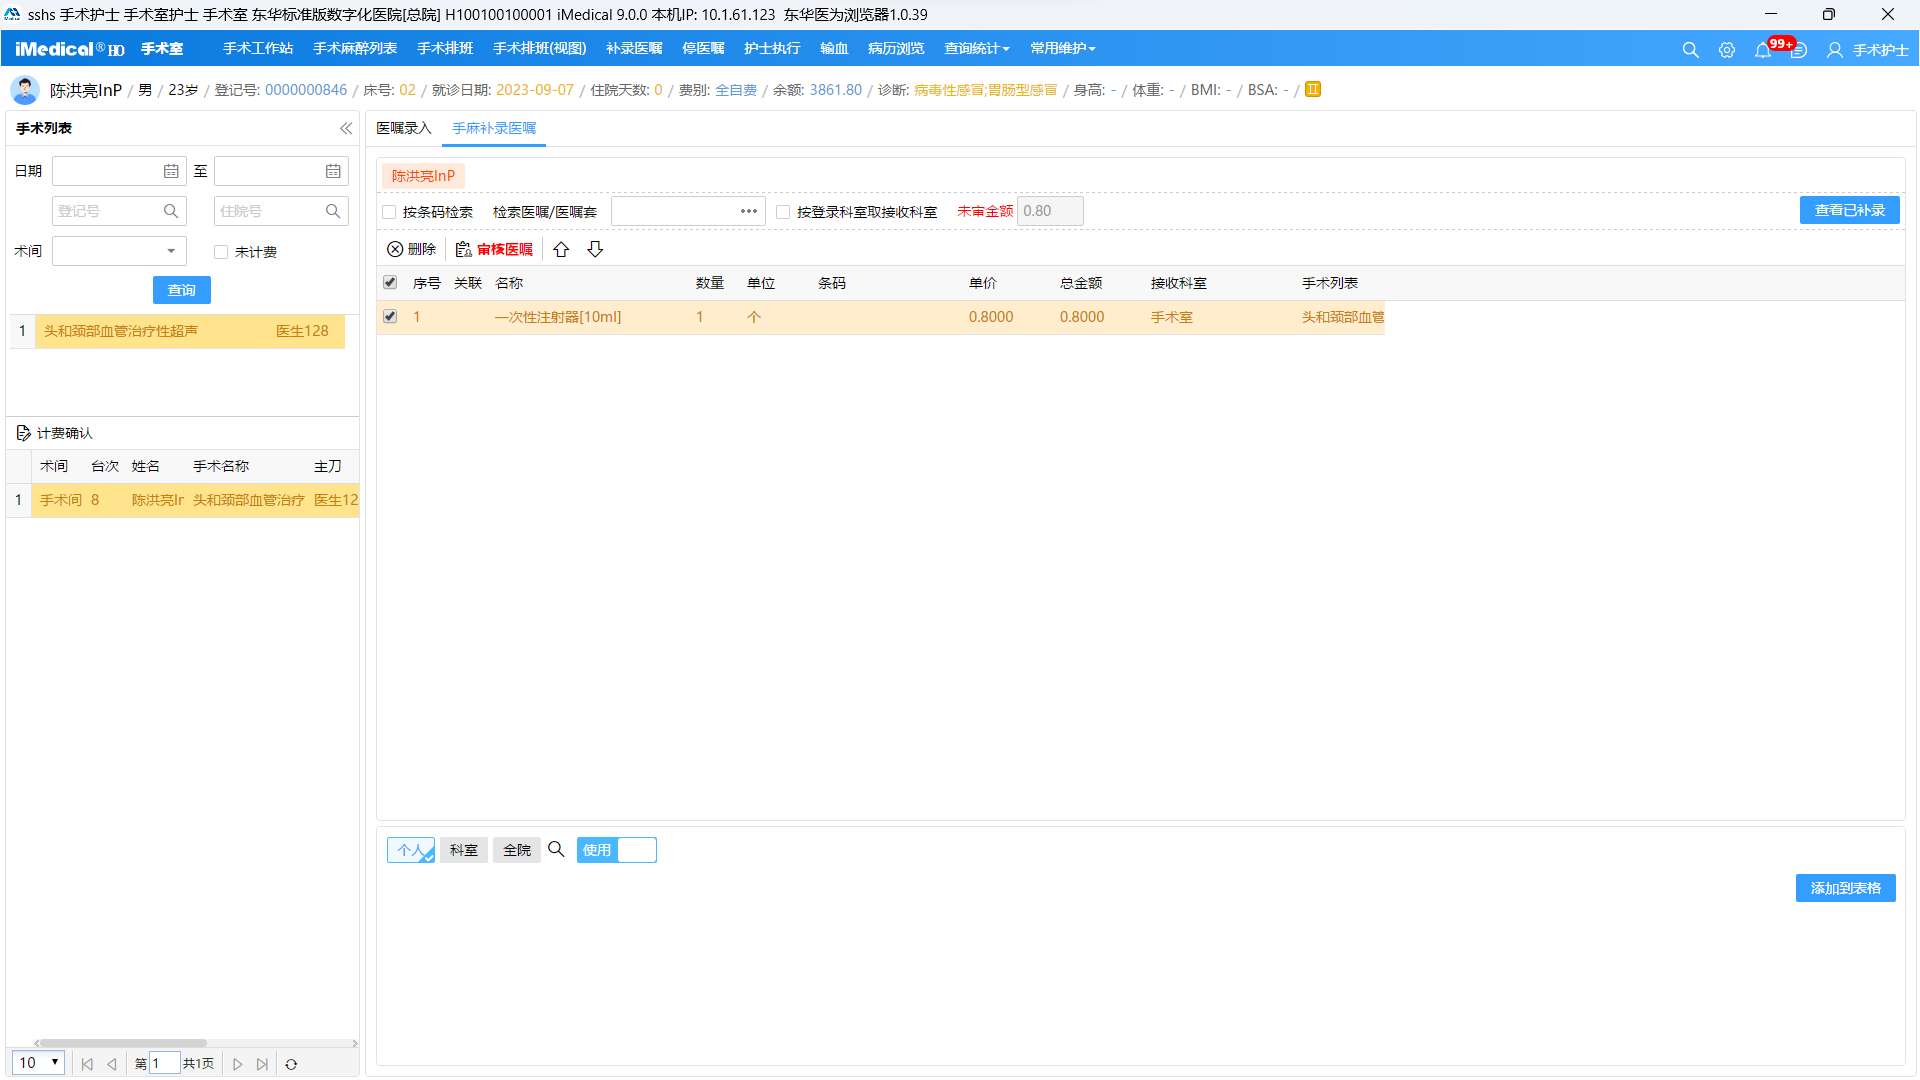 sshs 手术护士 手术室护士 手术室 东华标准版数字化医院[总院] H100100100001 iMedical 9.0.0 本机IP: 10.1.61.123 东华医为浏览器1.0.39
iMedical® HO 手术室 手术工作站 手术麻醉列表 手术排班 手术排班(视图) 补录医嘱 停医嘱 护士执行 输血 病历浏览 查询统计 常用维护 99+ 手术护士
陈洪亮InP / 男 / 23岁 / 登记号: 0000000846 / 床号: 02 / 就诊日期: 2023-09-07 / 住院天数: 0 / 费别: 全自费 / 余额: 3861.80 / 诊断: 病毒性感冒;胃肠型感冒 / 身高: - / 体重: - / BMI: - / BSA: - / II
手术列表
日期 至
登记号 住院号
术间 未计费
查询
1 头和颈部血管治疗性超声 医生128
计费确认
术间 台次 姓名 手术名称 主刀
1 手术间 8 陈洪亮Ir 头和颈部血管治疗 医生12
10 第 1 共1页
医嘱录入 手麻补录医嘱
陈洪亮InP
按条码检索 检索医嘱/医嘱套 按登录科室取接收科室 未审金额 0.80 查看已补录
删除 审核医嘱
序号 关联 名称 数量 单位 条码 单价 总金额 接收科室 手术列表
1 一次性注射器[10ml] 1 个 0.8000 0.8000 手术室 头和颈部血管
个人 科室 全院 使用
添加到表格